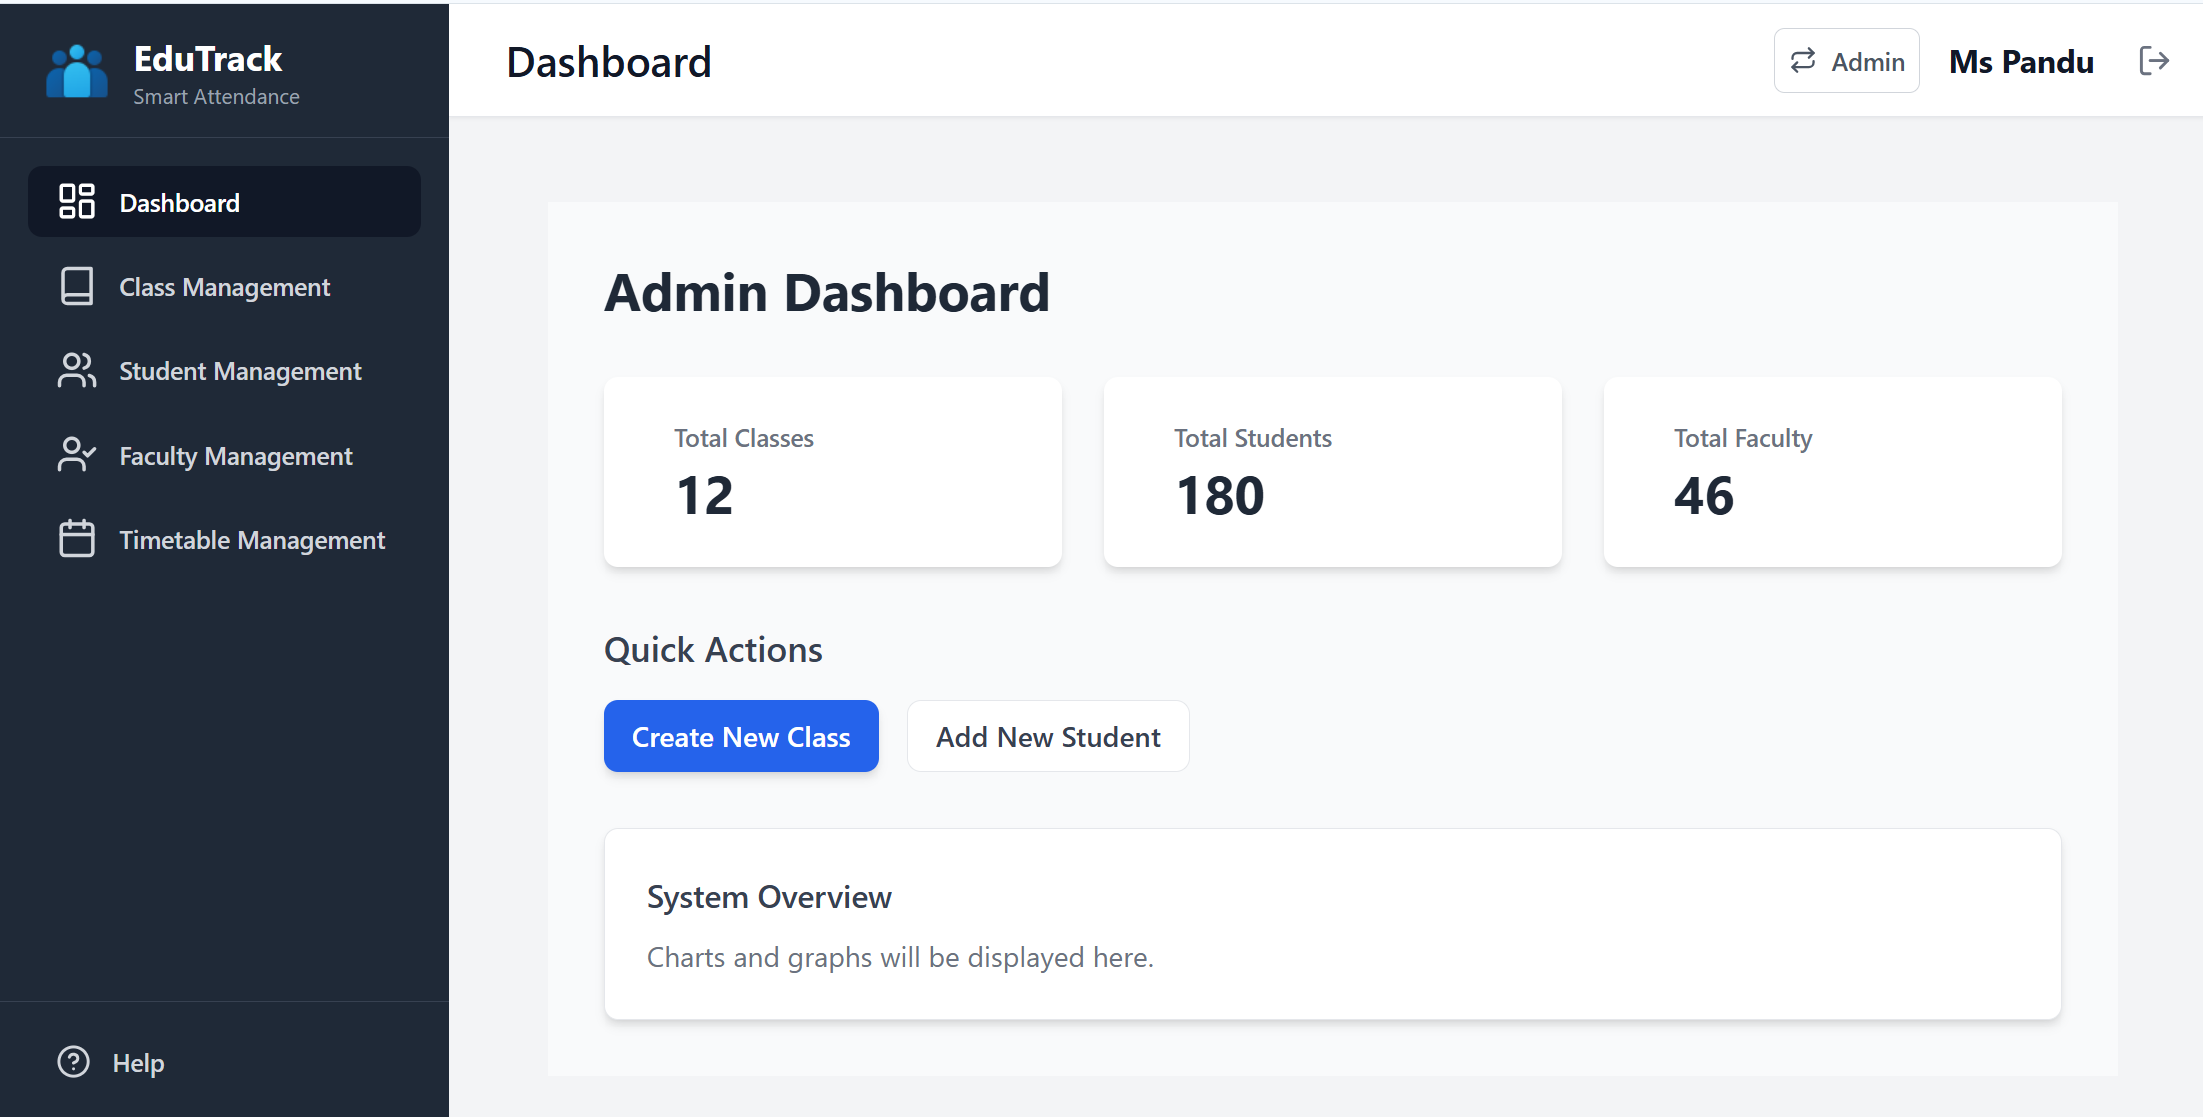 EduTrack
Smart Attendance
Dashboard
Class Management
Student Management
Faculty Management
Timetable Management
Help
Dashboard
Admin
Ms Pandu
Admin Dashboard
Total Classes
12
Total Students
180
Total Faculty
46
Quick Actions
Create New Class
Add New Student
System Overview
Charts and graphs will be displayed here.